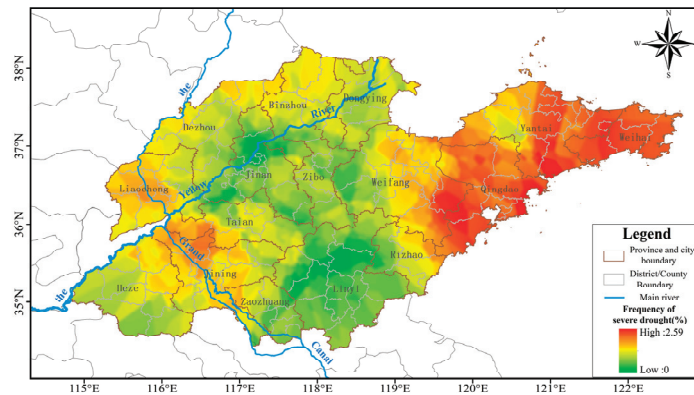 N
W E
S
38°N
37°N
36°N
35°N
the
Dezhou
Binzhou
Dongying
River
Yantai
Weihai
Liaocheng
Yellow
Jinan
Zibo
Weifang
Qingdao
Taian
Grand
Jining
Rizhao
Heze
Zaozhuang
Linyi
the
Canal
Legend
Province and city
boundary
District/County
Boundary
Main river
Frequency of
severe drought(%)
High :2.59
Low :0
115°E 116°E 117°E 118°E 119°E 120°E 121°E 122°E